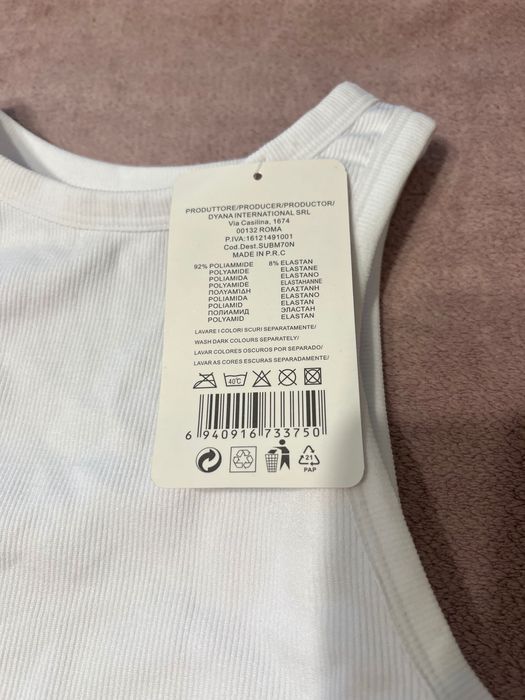 PRODUTTORE/PRODUCER/PRODUCTOR/
DYANA INTERNATIONAL SRL
Via Casilina, 1674
00132 ROMA
P.IVA:16121491001
Cod.Dest.SUBM70N
MADE IN P.R.C
92% POLIAMMIDE 8% ELASTAN
POLYAMIDE ELASTANE
POLIAMIDA ELASTANO
POLYAMIDE ELASTAHANNE
ΠΟΛΥΑΜΊΔΗ ΕΛΑΣΤΑΝΗ
POLIAMIDA ELASTANO
POLIAMID ELASTAN
ПОЛИАМИД ЭЛАСТАН
POLYAMID ELASTAN
LAVARE I COLORI SCURI SEPARATAMENTE/
WASH DARK COLOURS SEPARATELY/
LAVAR COLORES OSCUROS POR SEPARADO/
LAVAR AS CORES ESCURAS SEPARADAMENTE/
40°C
6 940916 733750
21
PAP